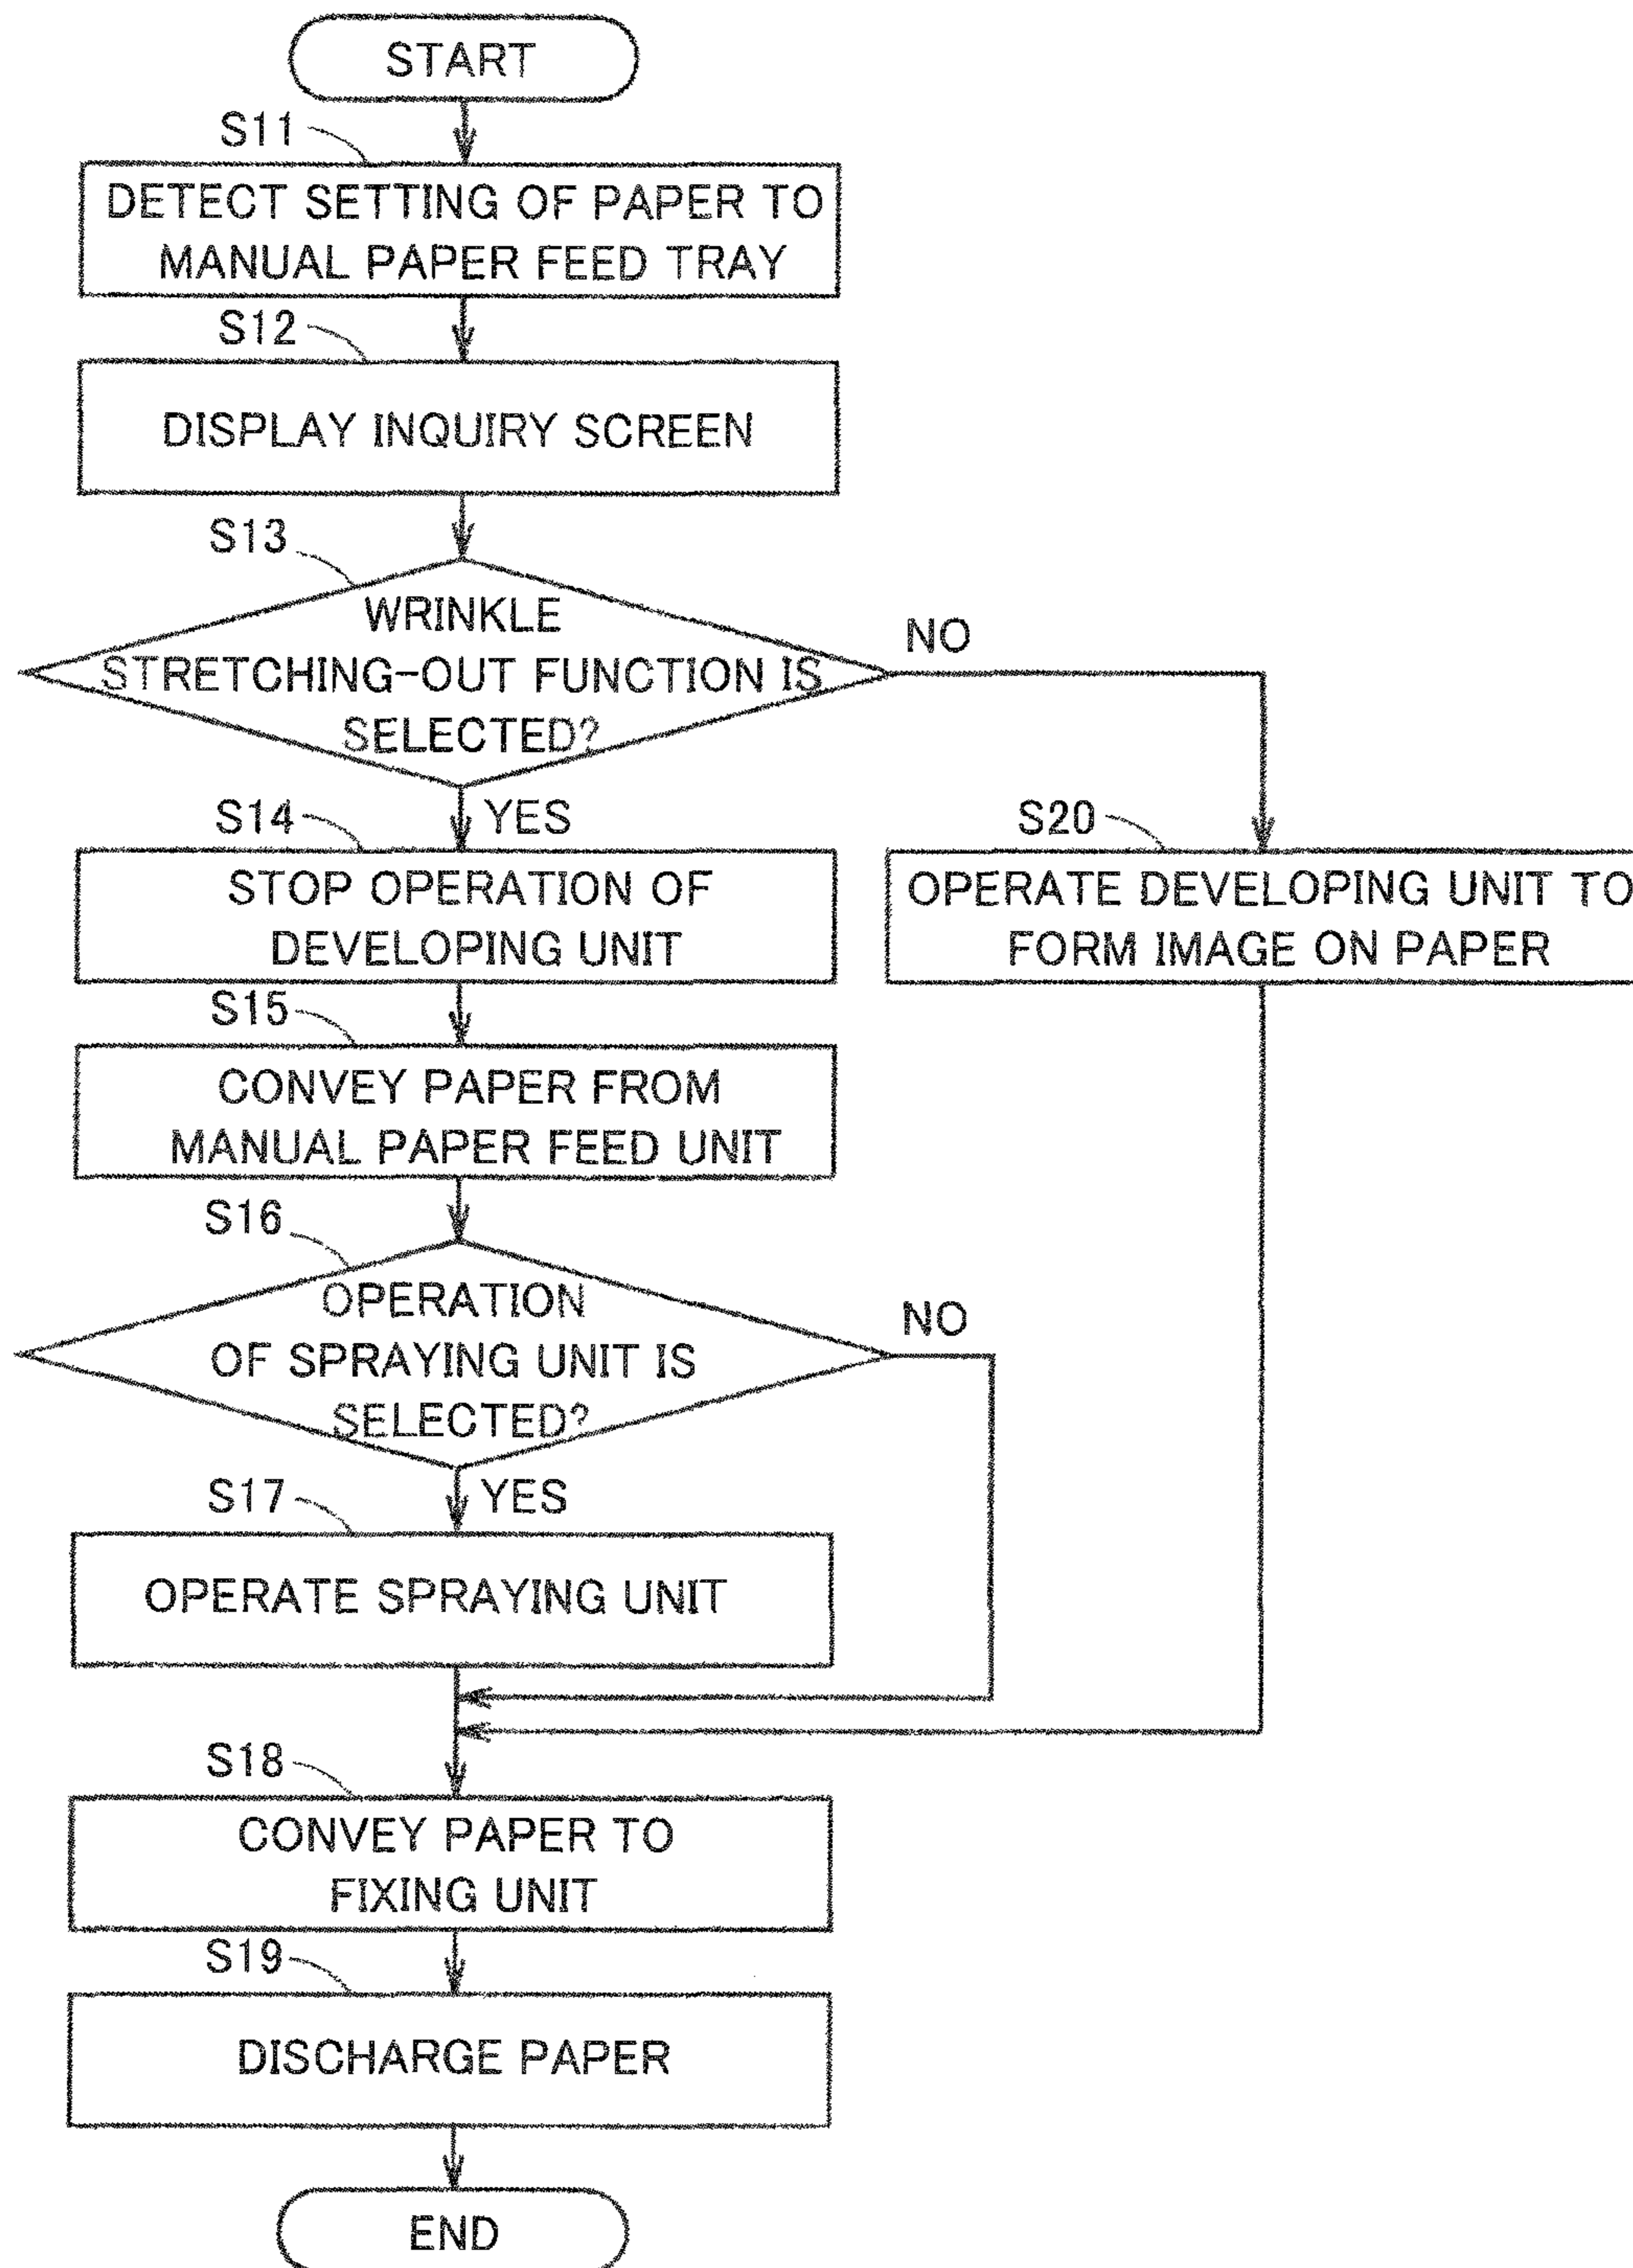 START
S11
DETECT SETTING OF PAPER TO
MANUAL PAPER FEED TRAY
S12
DISPLAY INQUIRY SCREEN
S13
WRINKLE
STRETCHING-OUT FUNCTION IS
SELECTED?
NO
YES
S14
STOP OPERATION OF
DEVELOPING UNIT
S20
OPERATE DEVELOPING UNIT TO
FORM IMAGE ON PAPER
S15
CONVEY PAPER FROM
MANUAL PAPER FEED UNIT
S16
OPERATION
OF SPRAYING UNIT IS
SELECTED?
NO
YES
S17
OPERATE SPRAYING UNIT
S18
CONVEY PAPER TO
FIXING UNIT
S19
DISCHARGE PAPER
END